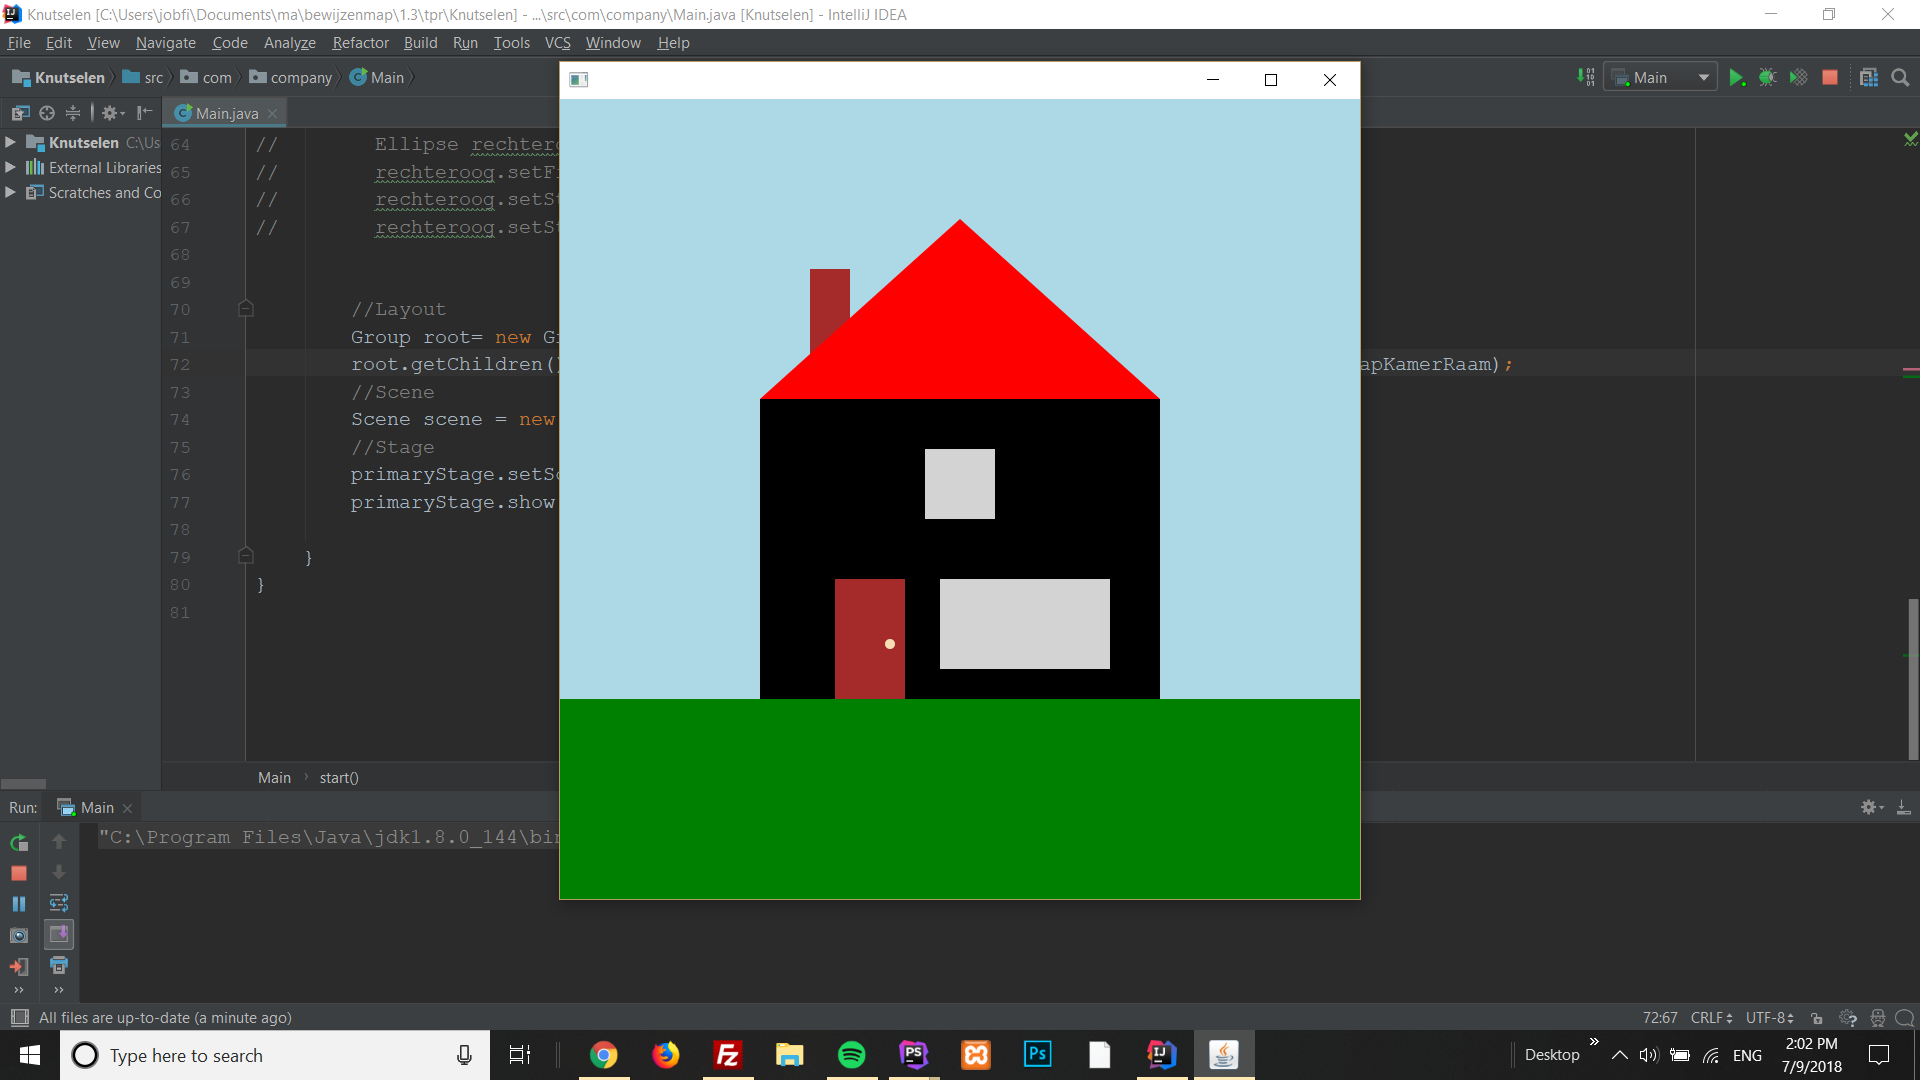 Knutselen [C:\Users\jobfi\Documents\ma\bewijzenmap\1.3\tpr\Knutselen] - ...\src\com\company\Main.java [Knutselen] - IntelliJ IDEA
File Edit View Navigate Code Analyze Refactor Build Run Tools VCS Window Help
Knutselen src com company Main
Main
Main.java
Knutselen C:\Us
External Libraries
Scratches and Co
64 // Ellipse rechtero
65 // rechteroog.setF
66 // rechteroog.setSt
67 // rechteroog.setSt
68
69
70 //Layout
71 Group root= new G
72 root.getChildren() apKamerRaam);
73 //Scene
74 Scene scene = new
75 //Stage
76 primaryStage.setSc
77 primaryStage.show
78
79 }
80 }
81
Main › start()
Run: Main
"C:\Program Files\Java\jdk1.8.0_144\bin
All files are up-to-date (a minute ago)
72:67 CRLF UTF-8
Type here to search
Desktop
ENG
2:02 PM
7/9/2018